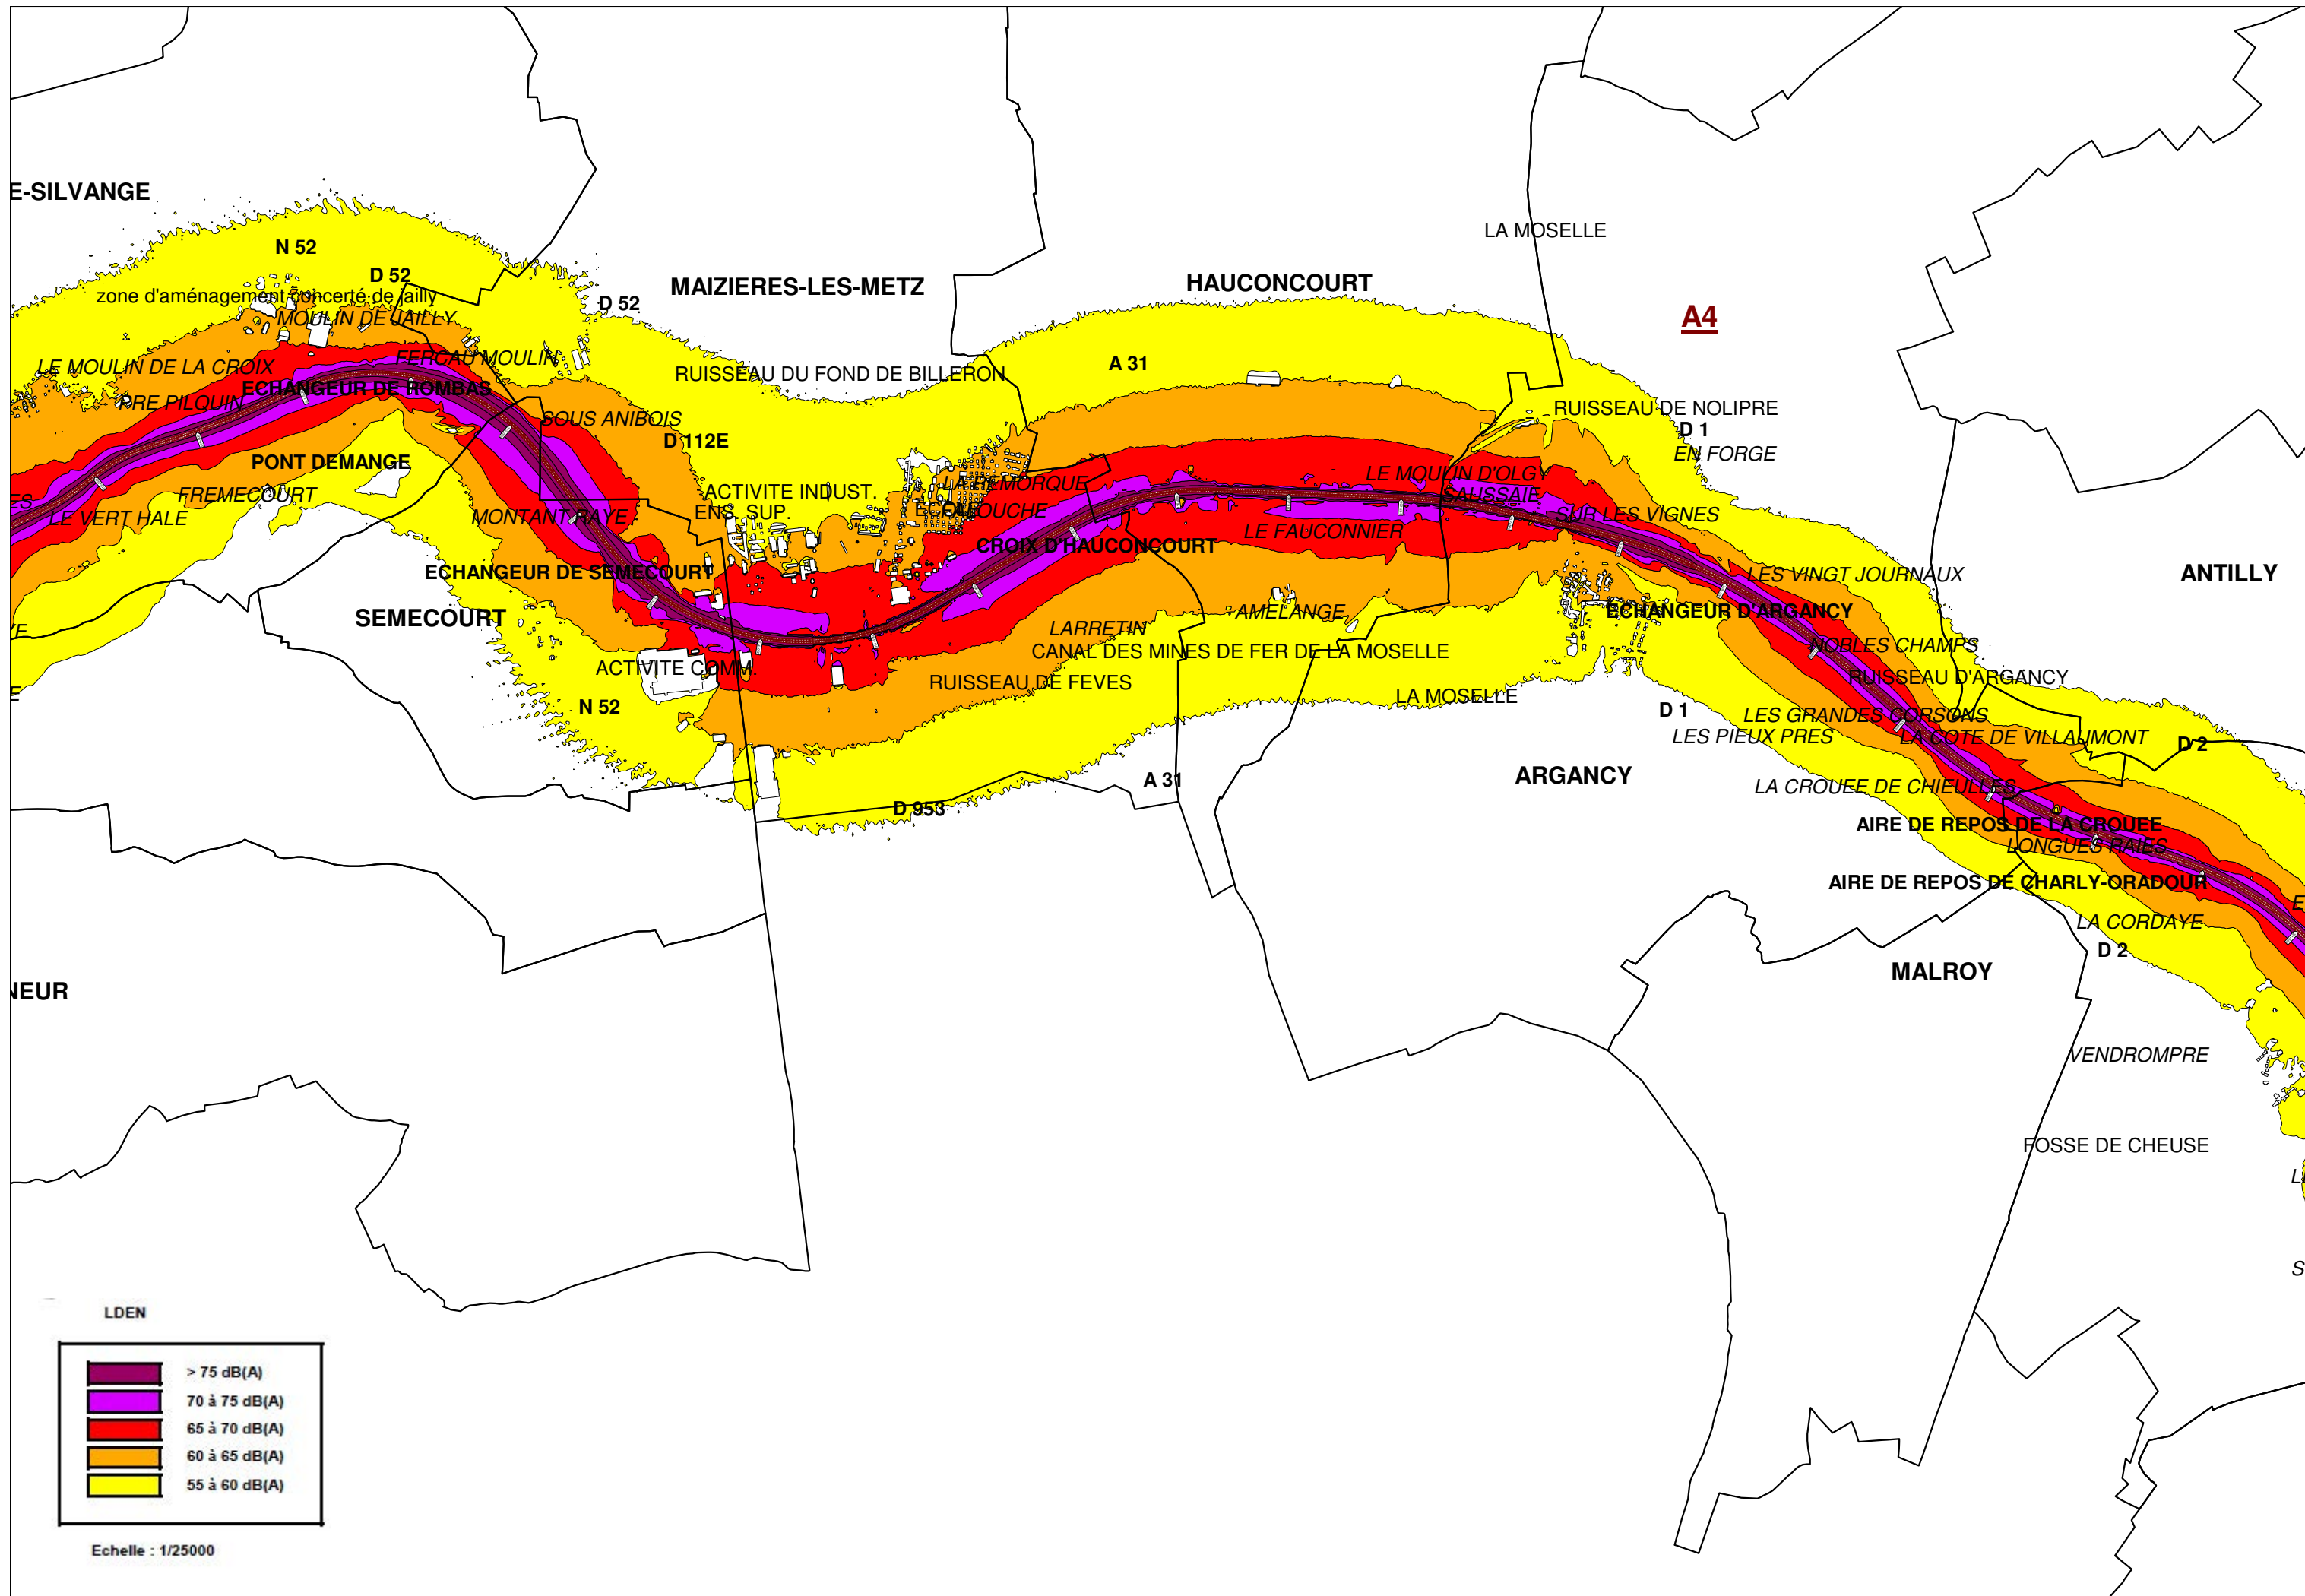 E-SILVANGE
LA MOSELLE
N 52
D 52
MAIZIERES-LES-METZ
HAUCONCOURT
zone d'aménagement concerté de jailly
D 52
A4
MOULIN DE JAILLY
LE MOULIN DE LA CROIX
FERCAU MOULIN
RUISSEAU DU FOND DE BILLERON
A 31
ECHANGEUR DE ROMBAS
PRE PILQUIN
SOUS ANIBOIS
RUISSEAU DE NOLIPRE
D 1
D 112E
EN FORGE
PONT DEMANGE
LE MOULIN D'OLGY
LA REMORQUE
FREMECOURT
ACTIVITE INDUST.
SAUSSAIE
ES
LE VERT HALE
MONTANT RAYE
ENS. SUP.
ECOLE
OUCHE
SUR LES VIGNES
LE FAUCONNIER
CROIX D'HAUCONCOURT
ECHANGEUR DE SEMECOURT
LES VINGT JOURNAUX
ANTILLY
SEMECOURT
AMELANGE
ECHANGEUR D'ARGANCY
LARRETIN
NOBLES CHAMPS
CANAL DES MINES DE FER DE LA MOSELLE
ACTIVITE COMM.
RUISSEAU D'ARGANCY
RUISSEAU DE FEVES
LA MOSELLE
N 52
D 1
LES GRANDES CORSONS
LES PIEUX PRES
LA COTE DE VILLAUMONT
D 2
ARGANCY
A 31
LA CROUEE DE CHIEULLES
D 953
AIRE DE REPOS DE LA CROUEE
LONGUES RAIES
AIRE DE REPOS DE CHARLY-ORADOUR
E
LA CORDAYE
D 2
MALROY
NEUR
VENDROMPRE
FOSSE DE CHEUSE
S
LDEN
> 75 dB(A)
70 à 75 dB(A)
65 à 70 dB(A)
60 à 65 dB(A)
55 à 60 dB(A)
Echelle : 1/25000